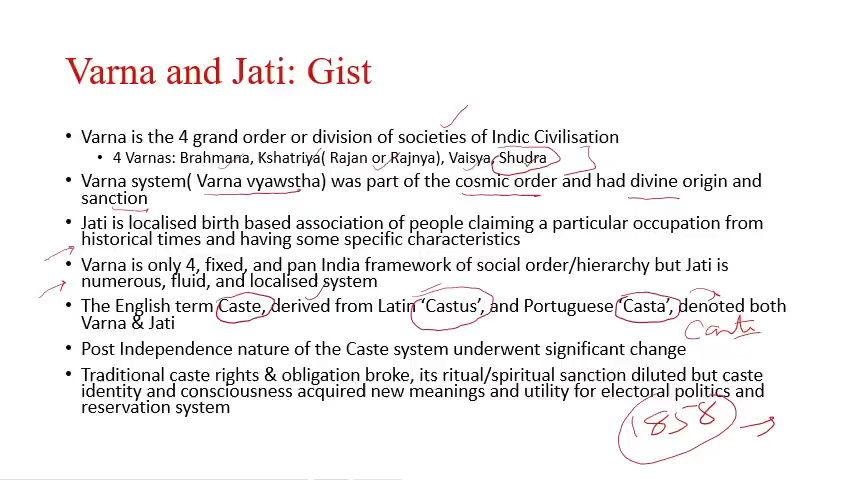 Varna and Jati: Gist
• Varna is the 4 grand order or division of societies of Indic Civilisation
• 4 Varnas: Brahmana, Kshatriya( Rajan or Rajnya), Vaisya, Shudra
• Varna system( Varna vyawstha) was part of the cosmic order and had divine origin and
sanction
• Jati is localised birth based association of people claiming a particular occupation from
historical times and having some specific characteristics
• Varna is only 4, fixed, and pan India framework of social order/hierarchy but Jati is
numerous, fluid, and localised system
• The English term Caste, derived from Latin ‘Castus’, and Portuguese ‘Casta’, denoted both
Varna & Jati
• Post Independence nature of the Caste system underwent significant change
• Traditional caste rights & obligation broke, its ritual/spiritual sanction diluted but caste
identity and consciousness acquired new meanings and utility for electoral politics and
reservation system
1858